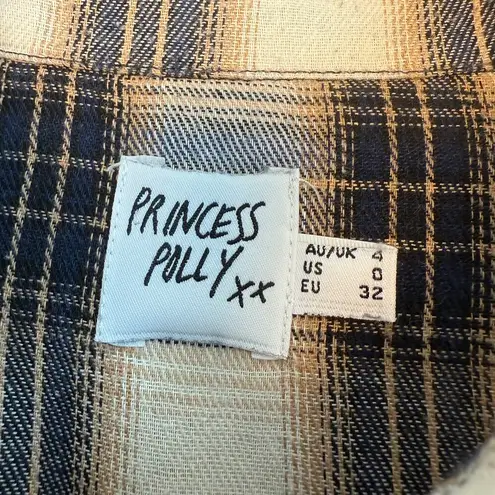 PRINCESS
POLLY xx
AU/UK 4
US 0
EU 32